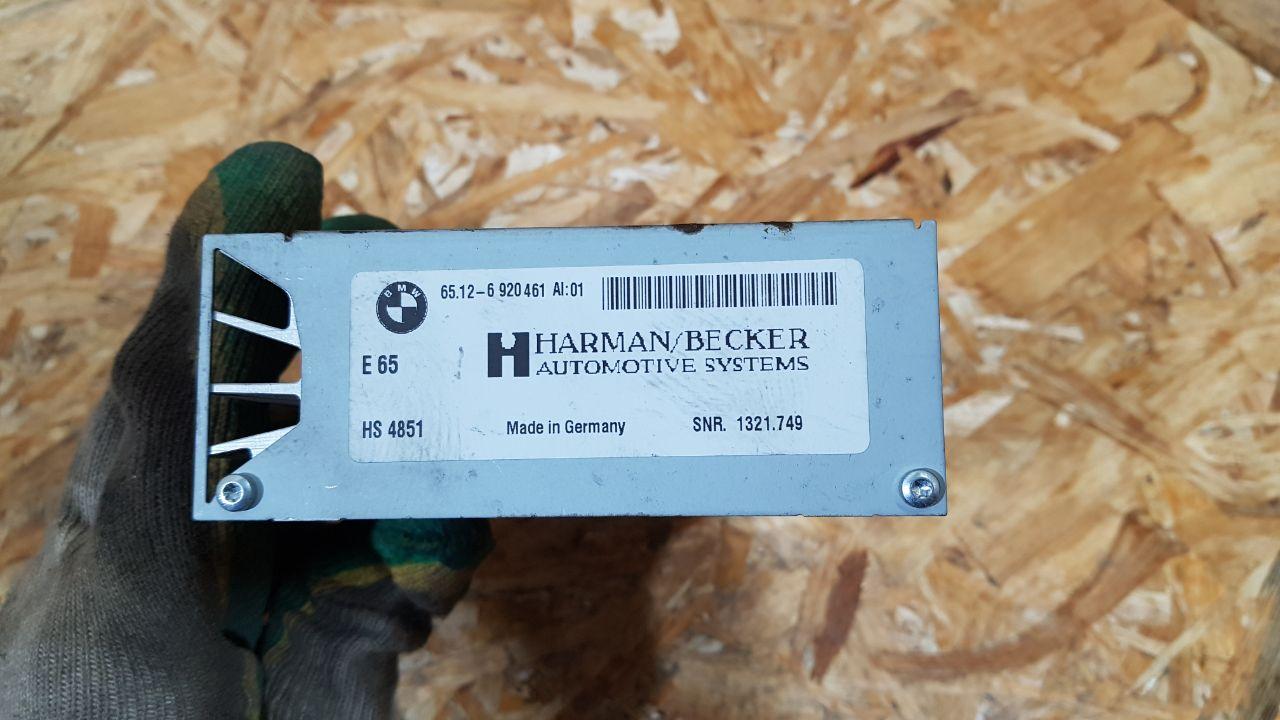 BMW
65.12-6 920 461 AI:01
E 65
HARMAN/BECKER
AUTOMOTIVE SYSTEMS
HS 4851
Made in Germany
SNR. 1321.749